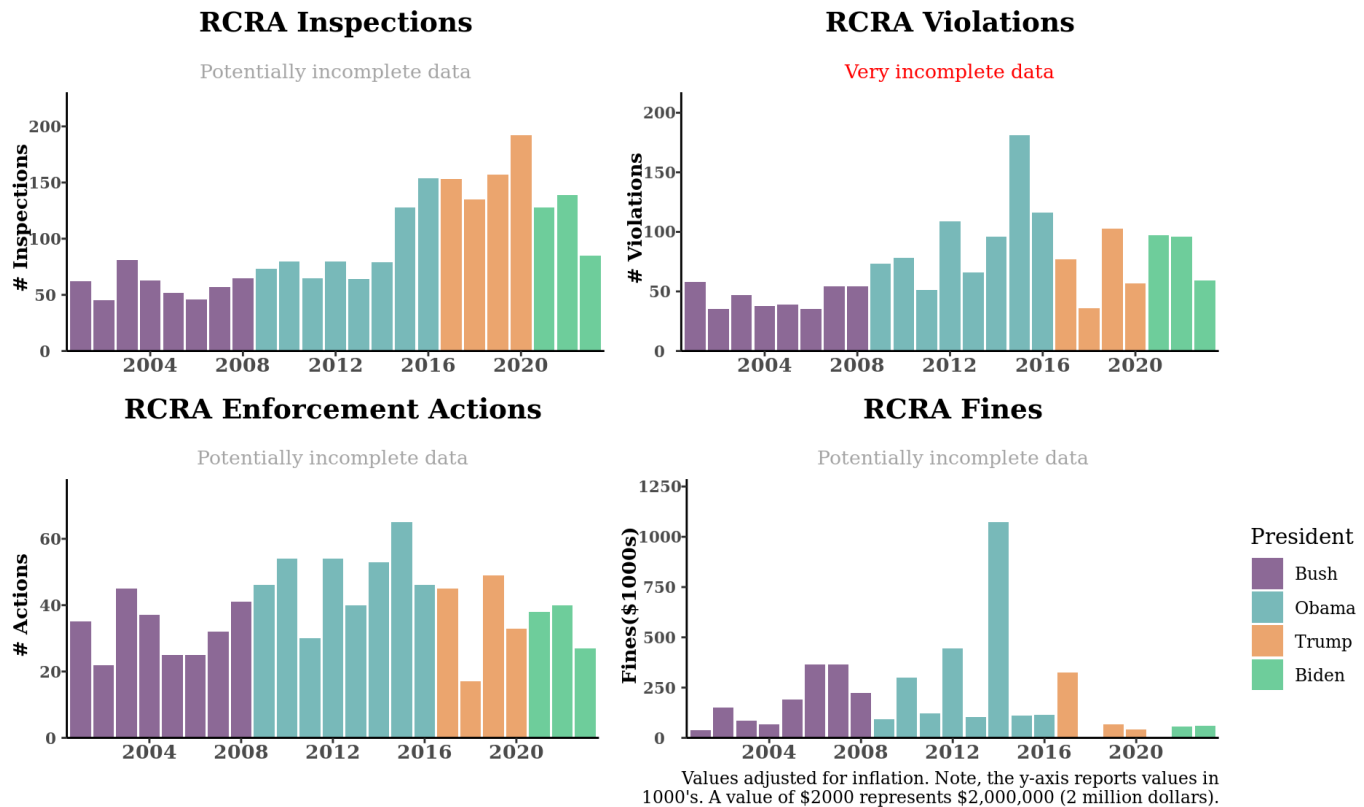 RCRA Inspections
Potentially incomplete data
# Inspections
200
150
100
50
0
2004 2008 2012 2016 2020
RCRA Violations
Very incomplete data
# Violations
200
150
100
50
0
2004 2008 2012 2016 2020
RCRA Enforcement Actions
Potentially incomplete data
# Actions
60
40
20
0
2004 2008 2012 2016 2020
RCRA Fines
Potentially incomplete data
Fines($1000s)
1250
1000
750
500
250
0
2004 2008 2012 2016 2020
Values adjusted for inflation. Note, the y-axis reports values in
1000's. A value of $2000 represents $2,000,000 (2 million dollars).
President
Bush
Obama
Trump
Biden